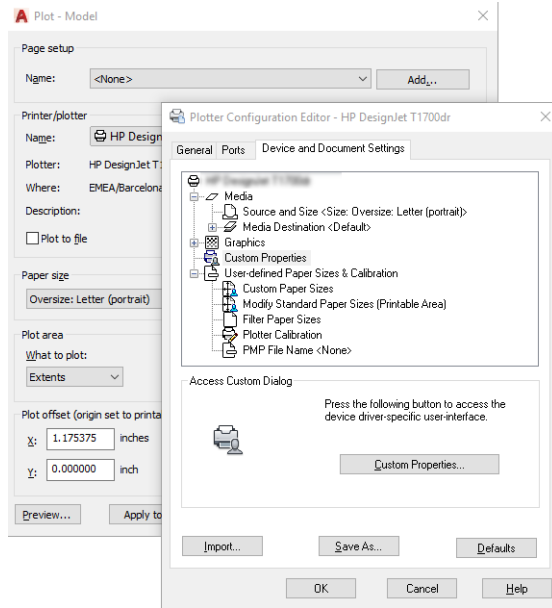 Plot - Model
Page setup
Name:
<None>
Add...
Printer/plotter
Name:
HP Design
Plotter:
HP DesignJet T1
Where:
EMEA/Barcelona
Description:
Plot to file
Paper size
Oversize: Letter (portrait)
Plot area
What to plot:
Extents
Plot offset (origin set to printa
X:
1.175375
inches
Y:
0.000000
inch
Preview...
Apply to
Plotter Configuration Editor - HP DesignJet T1700dr
General
Ports
Device and Document Settings
Media
Source and Size <Size: Oversize: Letter (portrait)>
Media Destination <Default>
Graphics
Custom Properties
User-defined Paper Sizes & Calibration
Custom Paper Sizes
Modify Standard Paper Sizes (Printable Area)
Filter Paper Sizes
Plotter Calibration
PMP File Name <None>
Access Custom Dialog
Press the following button to access the
device driver-specific user-interface.
Custom Properties...
Import...
Save As...
Defaults
OK
Cancel
Help